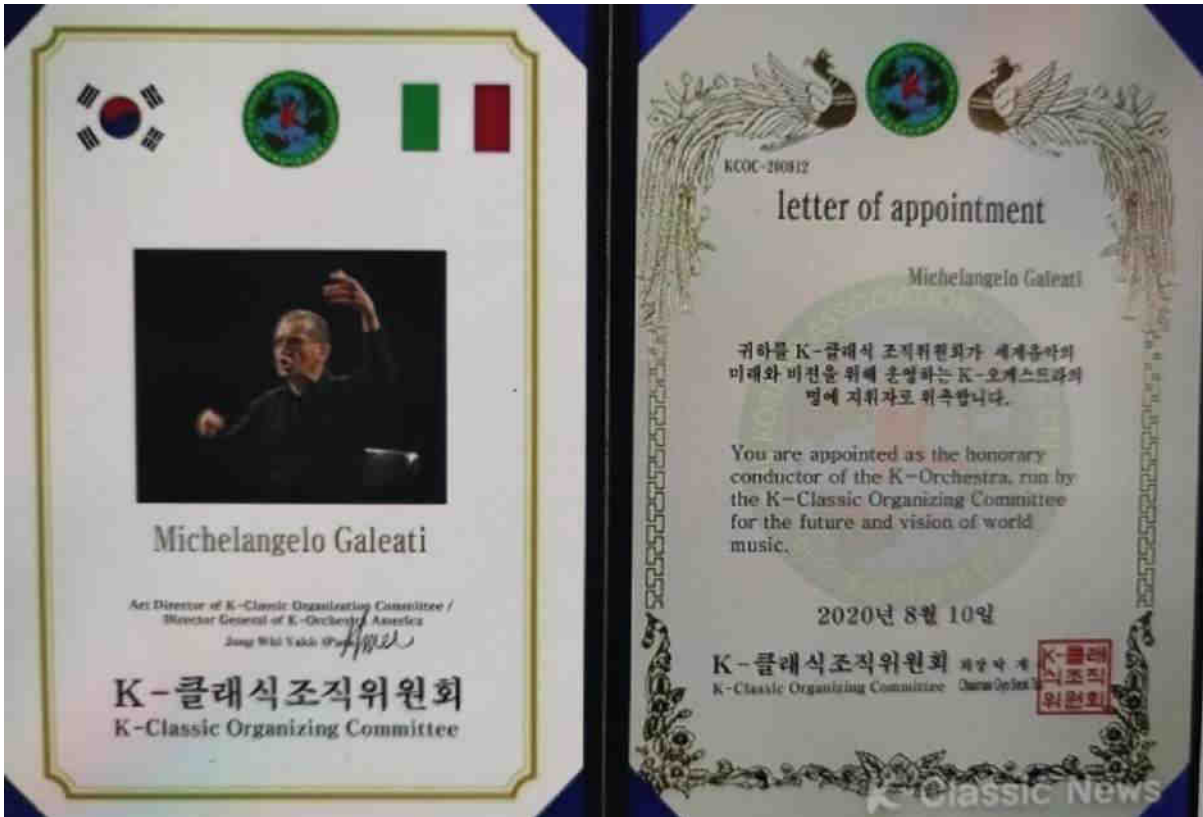 Michelangelo Galeati
Art Director of K-Classic Organization Committee /
Director General of K-Orchestra America
Jong Whi Vakh
K-클래식조직위원회
K-Classic Organizing Committee
KCOC-200812
letter of appointment
Michelangelo Galeati
귀하를 K-클래식 조직위원회가 세계음악의
미래와 비전을 위해 운영하는 K-오케스트라의
명예 지휘자로 위촉합니다.
You are appointed as the honorary
conductor of the K-Orchestra, run by
the K-Classic Organizing Committee
for the future and vision of world
music.
2020년 8월 10일
K-클래식조직위원회 회장
K-Classic Organizing Committee Chairman
K-클래
식조직
위원회
K-Classic News